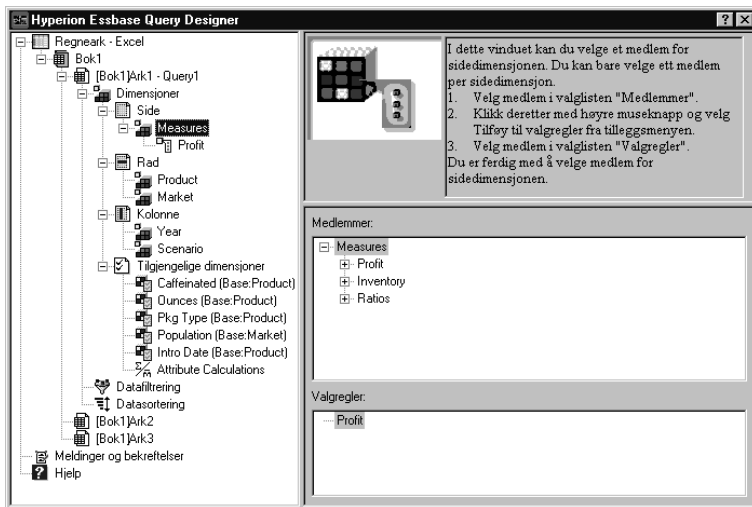 Hyperion Essbase Query Designer
Regneark - Excel
Bok1
[Bok1]Ark1 - Query1
Dimensjoner
Side
Measures
Profit
Rad
Product
Market
Kolonne
Year
Scenario
Tilgjengelige dimensjoner
Caffeinated (Base:Product)
Ounces (Base:Product)
Pkg Type (Base:Product)
Population (Base:Market)
Intro Date (Base:Product)
Attribute Calculations
Datafiltrering
Datasortering
[Bok1]Ark2
[Bok1]Ark3
Meldinger og bekreftelser
Hjelp
I dette vinduet kan du velge et medlem for
sidedimensjonen. Du kan bare velge ett medlem
per sidedimensjon.
1. Velg medlem i valglisten "Medlemmer".
2. Klikk deretter med høyre museknapp og velg
Tilføy til valgregler fra tilleggsmenyen.
3. Velg medlem i valglisten "Valgregler".
Du er ferdig med å velge medlem for
sidedimensjonen.
Medlemmer:
Measures
Profit
Inventory
Ratios
Valgregler:
Profit